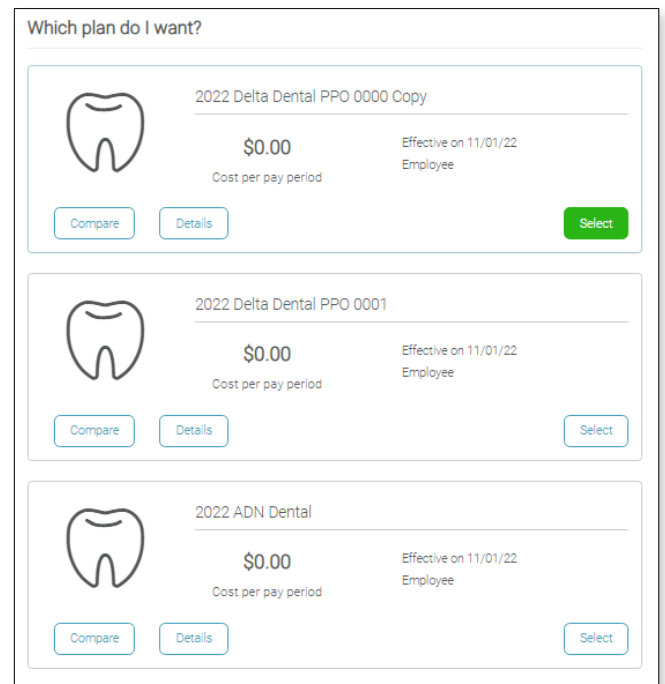 Which plan do I want?
2022 Delta Dental PPO 0000 Copy
$0.00
Cost per pay period
Effective on 11/01/22
Employee
Compare
Details
Select
2022 Delta Dental PPO 0001
$0.00
Cost per pay period
Effective on 11/01/22
Employee
Compare
Details
Select
2022 ADN Dental
$0.00
Cost per pay period
Effective on 11/01/22
Employee
Compare
Details
Select